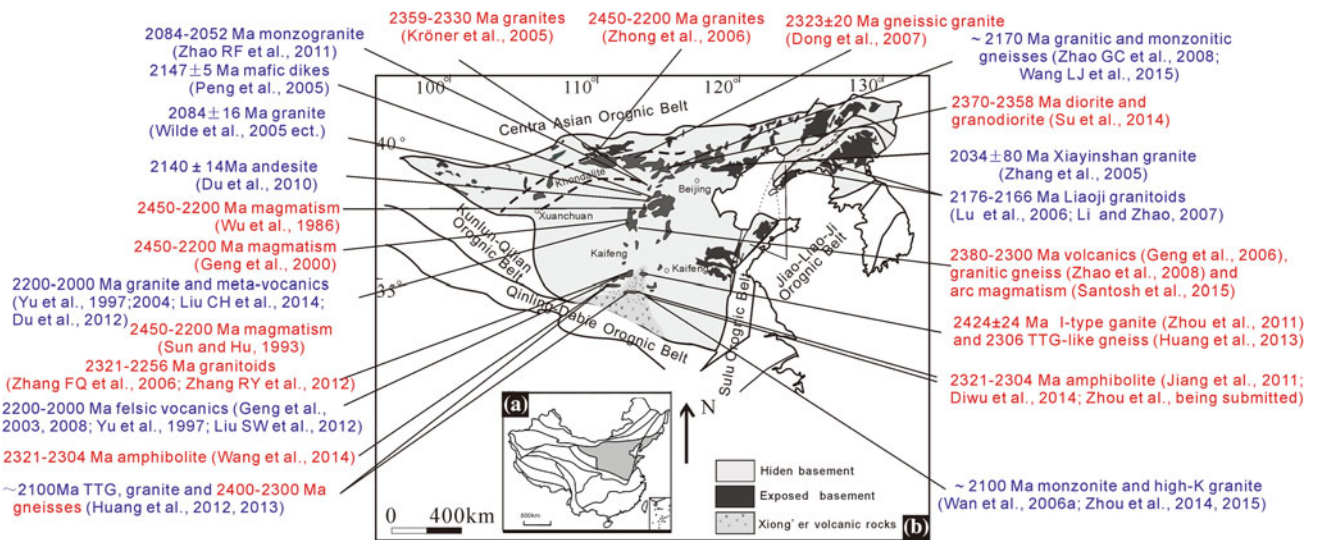 2359-2330 Ma granites
(Kröner et al., 2005)
2450-2200 Ma granites
(Zhong et al., 2006)
2323±20 Ma gneissic granite
(Dong et al., 2007)
2084-2052 Ma monzogranite
(Zhao RF et al., 2011)
2147±5 Ma mafic dikes
(Peng et al., 2005)
2084±16 Ma granite
(Wilde et al., 2005 ect.)
2140 ± 14Ma andesite
(Du et al., 2010)
2450-2200 Ma magmatism
(Wu et al., 1986)
2450-2200 Ma magmatism
(Geng et al., 2000)
2200-2000 Ma granite and meta-vocanics
(Yu et al., 1997;2004; Liu CH et al., 2014;
Du et al., 2012)
2450-2200 Ma magmatism
(Sun and Hu, 1993)
2321-2256 Ma granitoids
(Zhang FQ et al., 2006; Zhang RY et al., 2012)
2200-2000 Ma felsic vocanics (Geng et al.,
2003, 2008; Yu et al., 1997; Liu SW et al., 2012)
2321-2304 Ma amphibolite (Wang et al., 2014)
~2100Ma TTG, granite and 2400-2300 Ma
gneisses (Huang et al., 2012, 2013)
~ 2170 Ma granitic and monzonitic
gneisses (Zhao GC et al., 2008;
Wang LJ et al., 2015)
2370-2358 Ma diorite and
granodiorite (Su et al., 2014)
2034±80 Ma Xiayinshan granite
(Zhang et al., 2005)
2176-2166 Ma Liaoji granitoids
(Lu et al., 2006; Li and Zhao, 2007)
2380-2300 Ma volcanics (Geng et al., 2006),
granitic gneiss (Zhao et al., 2008) and
arc magmatism (Santosh et al., 2015)
2424±24 Ma I-type ganite (Zhou et al., 2011)
and 2306 TTG-like gneiss (Huang et al., 2013)
2321-2304 Ma amphibolite (Jiang et al., 2011;
Diwu et al., 2014; Zhou et al., being submitted)
~ 2100 Ma monzonite and high-K granite
(Wan et al., 2006a; Zhou et al., 2014, 2015)
100°
110°
120°
130°
40°
35°
Centra Asian Orognic Belt
Khondalite
Beijing
Xuanchuan
Kunlun-Qilian
Orognic Belt
Kaifeng
Kaifeng
Qinling-Dabie Orognic Belt
Sulu Orognic Belt
Jiao-Liao-Ji
Orognic Belt
N
(a)
800km
0 400km
Hiden basement
Exposed basement
Xiong'er volcanic rocks
(b)